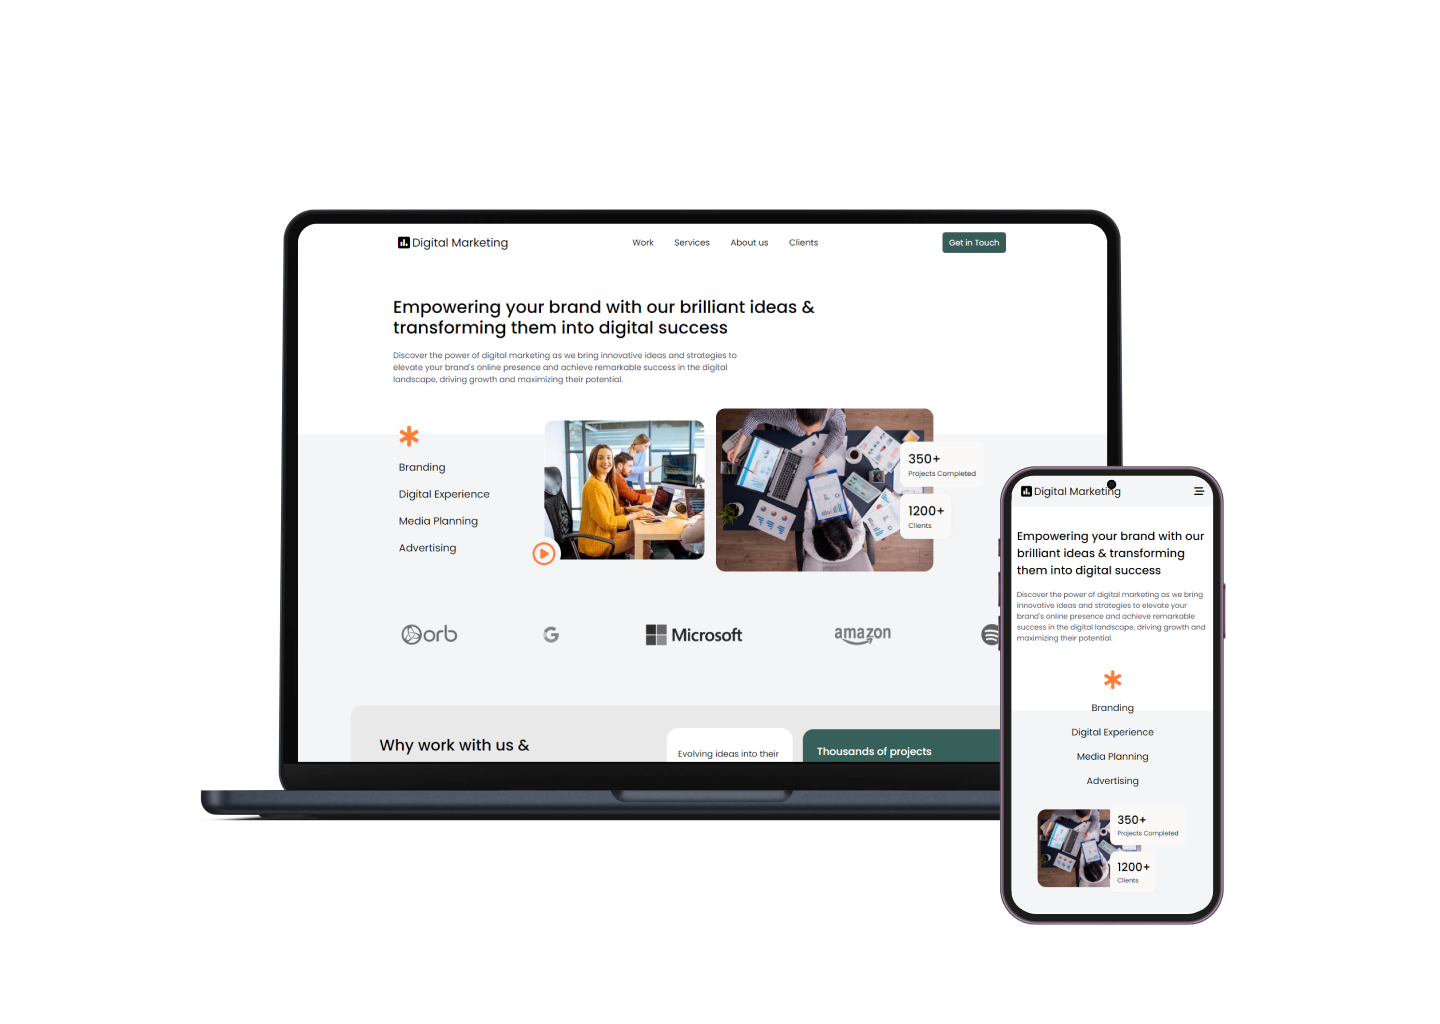 Digital Marketing
Work Services About us Clients
Get in Touch
Empowering your brand with our brilliant ideas &
transforming them into digital success
Discover the power of digital marketing as we bring innovative ideas and strategies to
elevate your brand's online presence and achieve remarkable success in the digital
landscape, driving growth and maximizing their potential.
Branding
Digital Experience
Media Planning
Advertising
350+
Projects Completed
1200+
Clients
orb
G
Microsoft
amazon
Why work with us &
Evolving ideas into their
Thousands of projects
Digital Marketing
Empowering your brand with our
brilliant ideas & transforming
them into digital success
Discover the power of digital marketing as we bring
innovative ideas and strategies to elevate your
brand's online presence and achieve remarkable
success in the digital landscape, driving growth and
maximizing their potential.
Branding
Digital Experience
Media Planning
Advertising
350+
Projects Completed
1200+
Clients